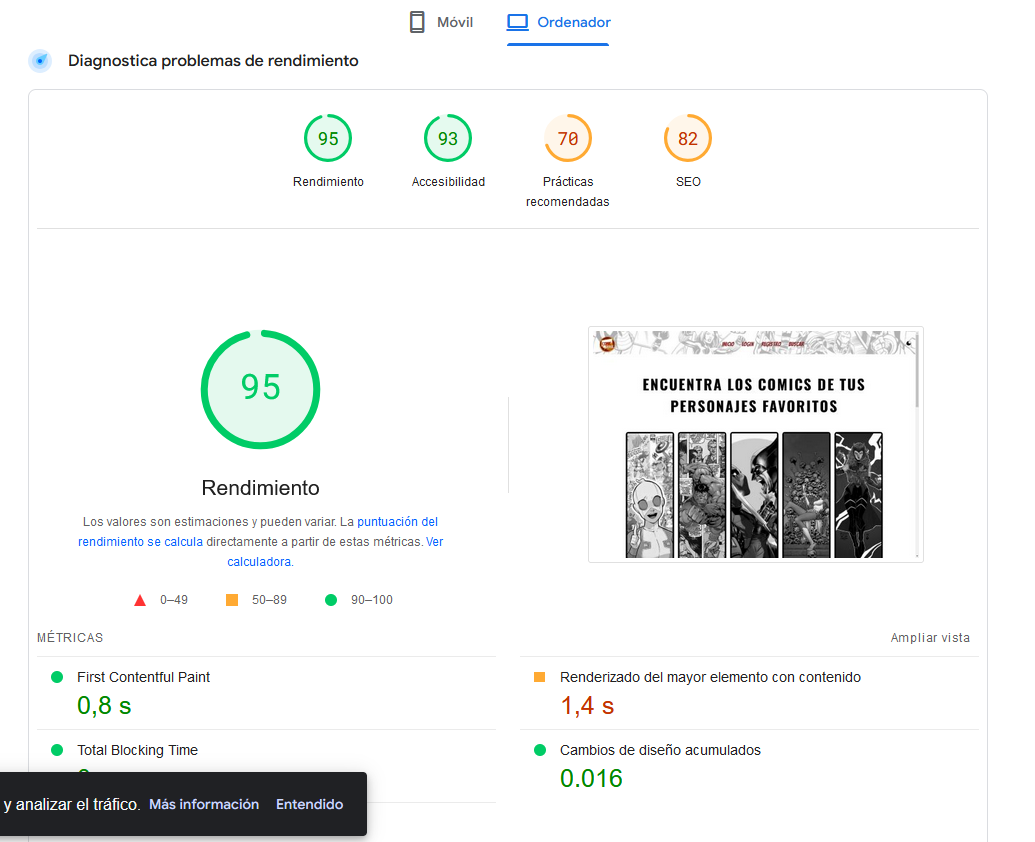 Móvil
Ordenador
Diagnostica problemas de rendimiento
95
93
70
82
Rendimiento
Accesibilidad
Prácticas
recomendadas
SEO
95
Rendimiento
Los valores son estimaciones y pueden variar. La puntuación del
rendimiento se calcula directamente a partir de estas métricas. Ver
calculadora.
0–49
50–89
90–100
INICIO LOGIN REGISTRO BUSCAR
ENCUENTRA LOS COMICS DE TUS
PERSONAJES FAVORITOS
MÉTRICAS
Ampliar vista
First Contentful Paint
0,8 s
Renderizado del mayor elemento con contenido
1,4 s
Total Blocking Time
Cambios de diseño acumulados
0.016
y analizar el tráfico. Más información Entendido